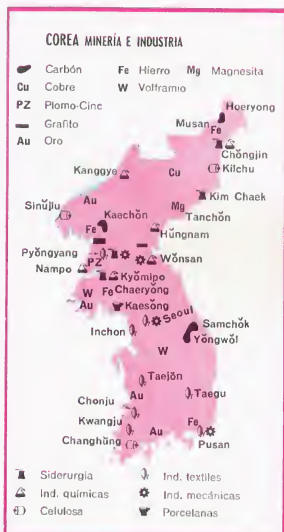 COREA MINERÍA E INDUSTRIA
Carbón Fe Hierro Mg Magnesita
Cu Cobre W Volframio
PZ Plomo-Cinc
Grafito
Au Oro
Hoeryong
Musan
Fe
Chŏngjin
Kanggye Cu Kilchu
Au Kim Chaek
Sinŭiju Mg
Kaechŏn Tanchŏn
Fe Hŭngnam
Pyŏngyang
PZ Wŏnsan
Nampo
Kyŏmipo
W Fe Chaeryŏng
Au Kaesŏng
Seoul
Inchon Samchŏk
Yŏngwŏl
W
Taejŏn
Au Taegu
Chonju
Kwangju Fe
Au
Changhŭng Pusan
Siderurgia Ind. textiles
Ind. químicas Ind. mecánicas
Celulosa Porcelanas